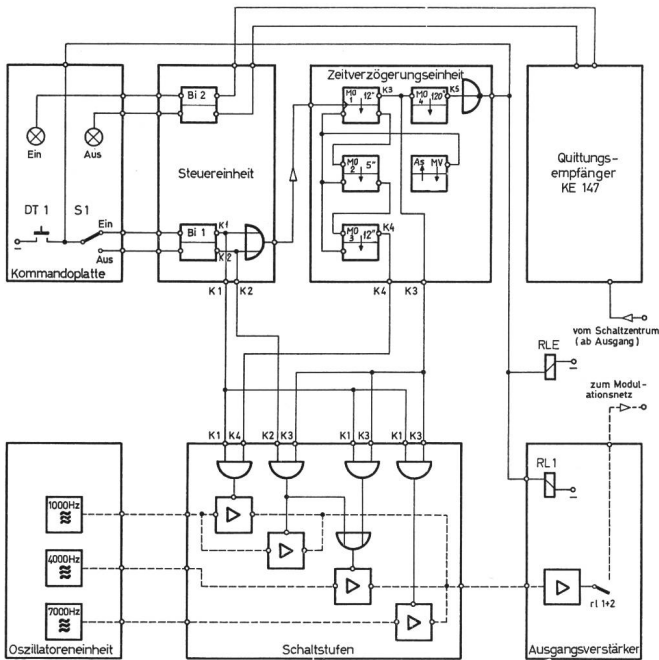 Zeitverzögerungseinheit
Bi 2
Ein
Aus
Steuereinheit
DT 1
S1
Ein
Aus
Kommandoplatte
Bi 1
K1
K2
MO 1 12"
K3
MO 4 120"
K5
MO 2 5"
As MV
MO 3 12"
K4
Quittungs-
empfänger
KE 147
K1 K2
K4 K3
vom Schaltzentrum
(ab Ausgang)
RLE
zum Modul-
ationsnetz
K1 K4 K2 K3 K1 K3 K1 K3
RL1
1000Hz
4000Hz
7000Hz
rl 1+2
Oszillatoreneinheit
Schaltstufen
Ausgangsverstärker